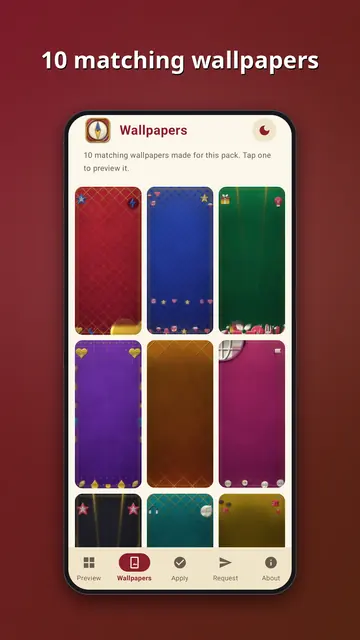 10 matching wallpapers
Wallpapers
10 matching wallpapers made for this pack. Tap one
to preview it.
Preview
Wallpapers
Apply
Request
About